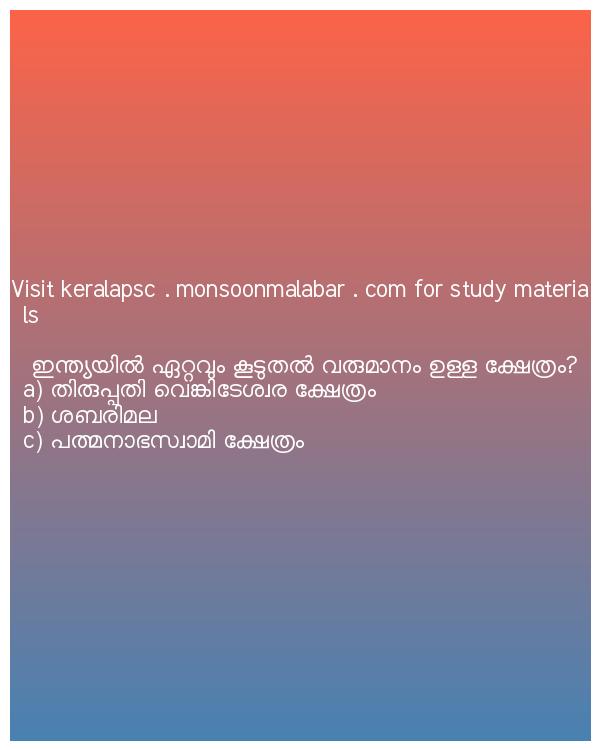 Visit keralapsc . monsoonmalabar . com for study materia
ls
ഇന്ത്യയിൽ ഏറ്റവും കൂടുതൽ വരുമാനം ഉള്ള ക്ഷേത്രം?
a) തിരുപ്പതി വെങ്കിടേശ്വര ക്ഷേത്രം
b) ശബരിമല
c) പത്മനാഭസ്വാമി ക്ഷേത്രം